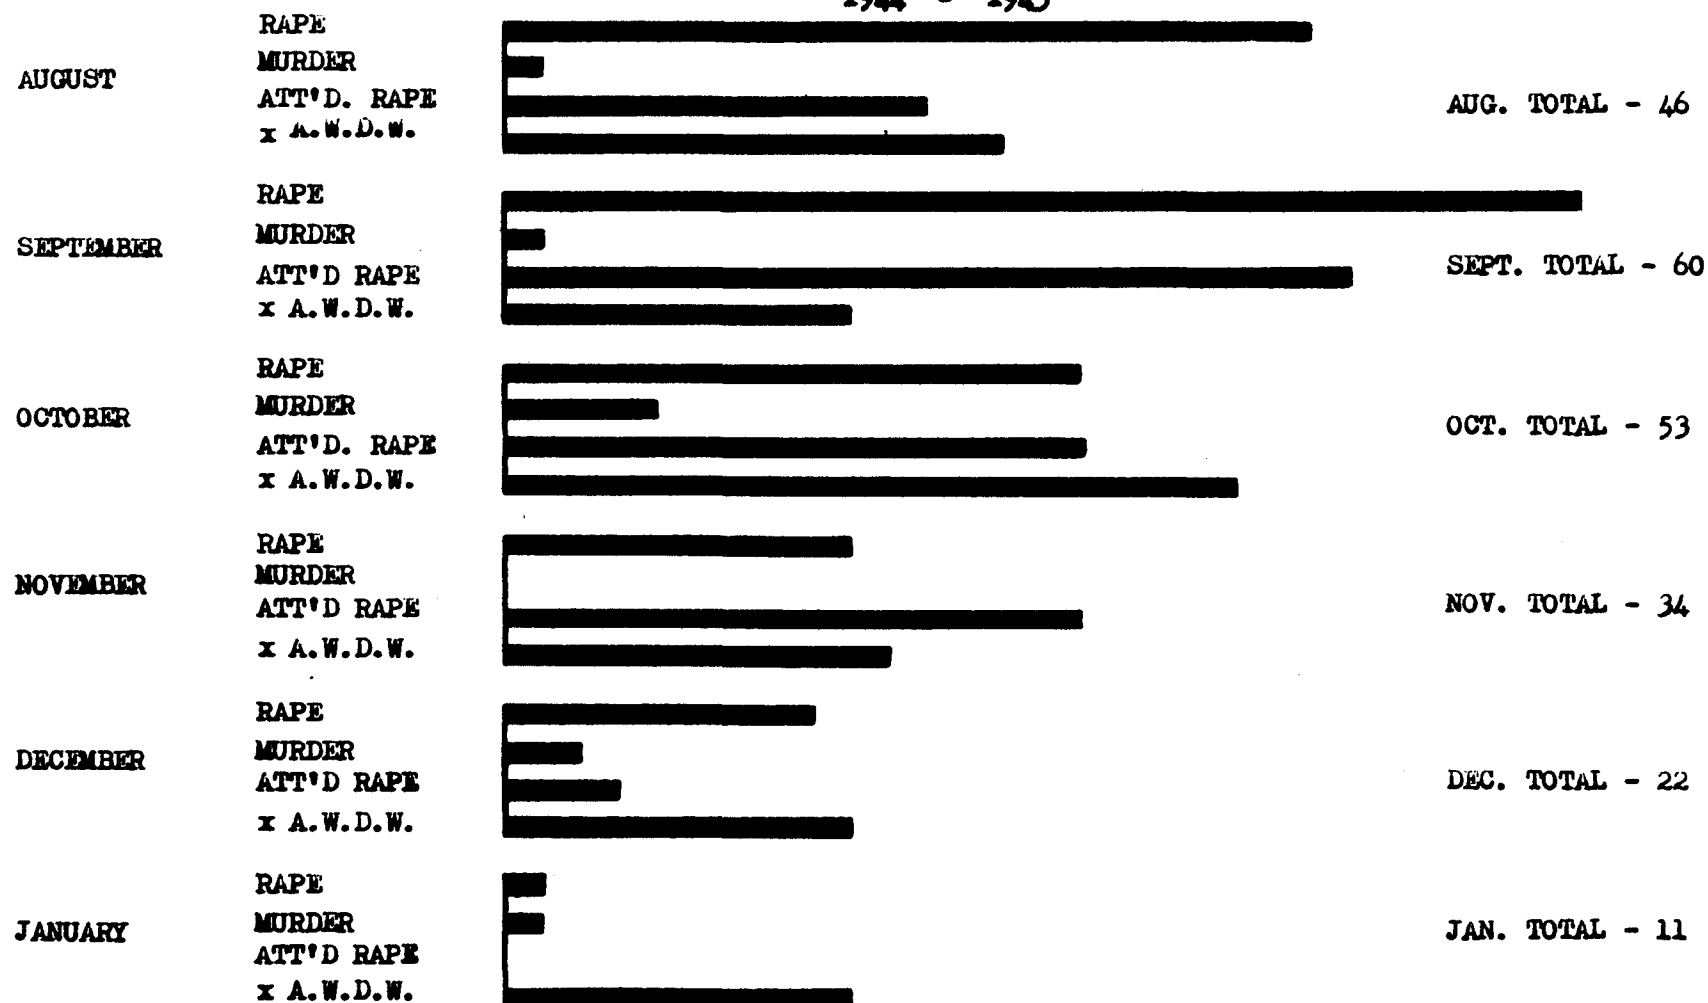 1944 - 1945
RAPE
MURDER
AUGUST
ATT'D. RAPE
AUG. TOTAL - 46
x A.W.D.W.
RAPE
MURDER
SEPTEMBER
ATT'D RAPE
SEPT. TOTAL - 60
x A.W.D.W.
RAPE
MURDER
OCTOBER
ATT'D. RAPE
OCT. TOTAL - 53
x A.W.D.W.
RAPE
MURDER
NOVEMBER
ATT'D RAPE
NOV. TOTAL - 34
x A.W.D.W.
RAPE
MURDER
DECEMBER
ATT'D RAPE
DEC. TOTAL - 22
x A.W.D.W.
RAPE
MURDER
JANUARY
ATT'D RAPE
JAN. TOTAL - 11
x A.W.D.W.